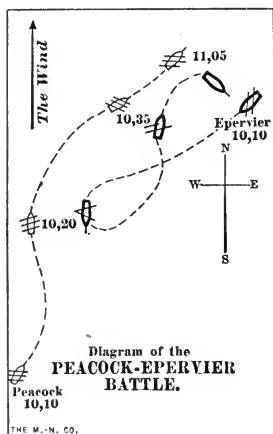 11,05
The Wind
10,35
Epervier
10,10
N
W E
S
10,20
Diagram of the
PEACOCK-EPERVIER
BATTLE.
Peacock
10,10
THE M.-N. CO.